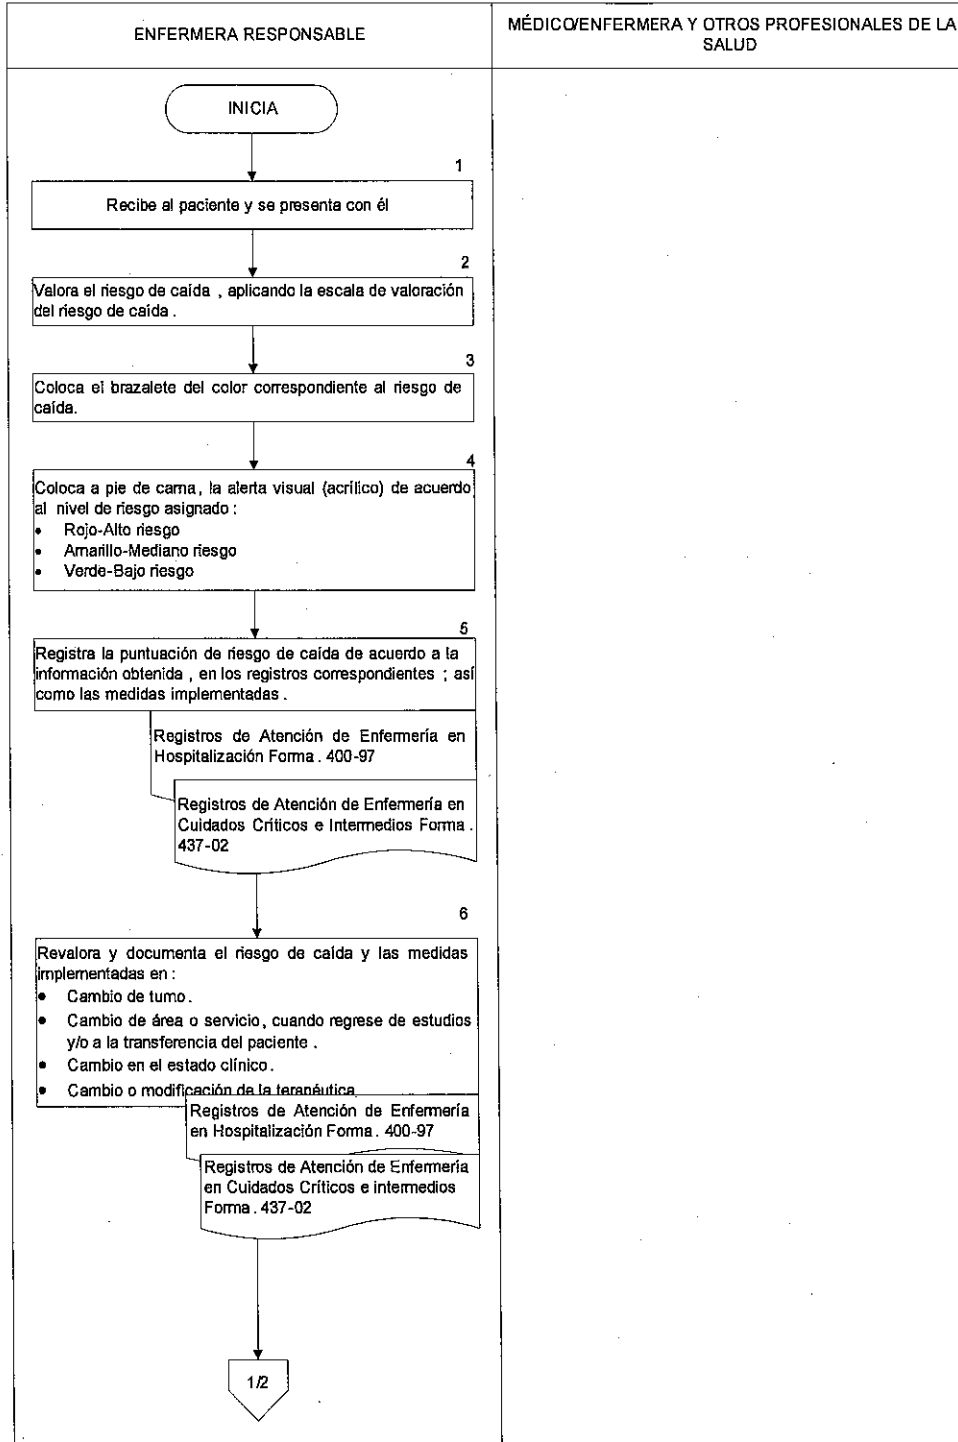 ENFERMERA RESPONSABLE
MÉDICO/ENFERMERA Y OTROS PROFESIONALES DE LA
SALUD
INICIA
1
Recibe al paciente y se presenta con él
2
Valora el riesgo de caída , aplicando la escala de valoración
del riesgo de caída .
3
Coloca el brazalete del color correspondiente al riesgo de
caída.
4
Coloca a pie de cama, la alerta visual (acrílico) de acuerdo
al nivel de riesgo asignado :
• Rojo-Alto riesgo
• Amarillo-Mediano riesgo
• Verde-Bajo riesgo
5
Registra la puntuación de riesgo de caída de acuerdo a la
información obtenida , en los registros correspondientes ; así
como las medidas implementadas .
Registros de Atención de Enfermería en
Hospitalización Forma . 400-97
Registros de Atención de Enfermería en
Cuidados Críticos e Intermedios Forma .
437-02
6
Revalora y documenta el riesgo de caída y las medidas
implementadas en :
• Cambio de turno .
• Cambio de área o servicio, cuando regrese de estudios
y/o a la transferencia del paciente .
• Cambio en el estado clínico .
• Cambio o modificación de la terapéutica
Registros de Atención de Enfermería
en Hospitalización Forma . 400-97
Registros de Atención de Enfermería
en Cuidados Críticos e intermedios
Forma . 437-02
1/2